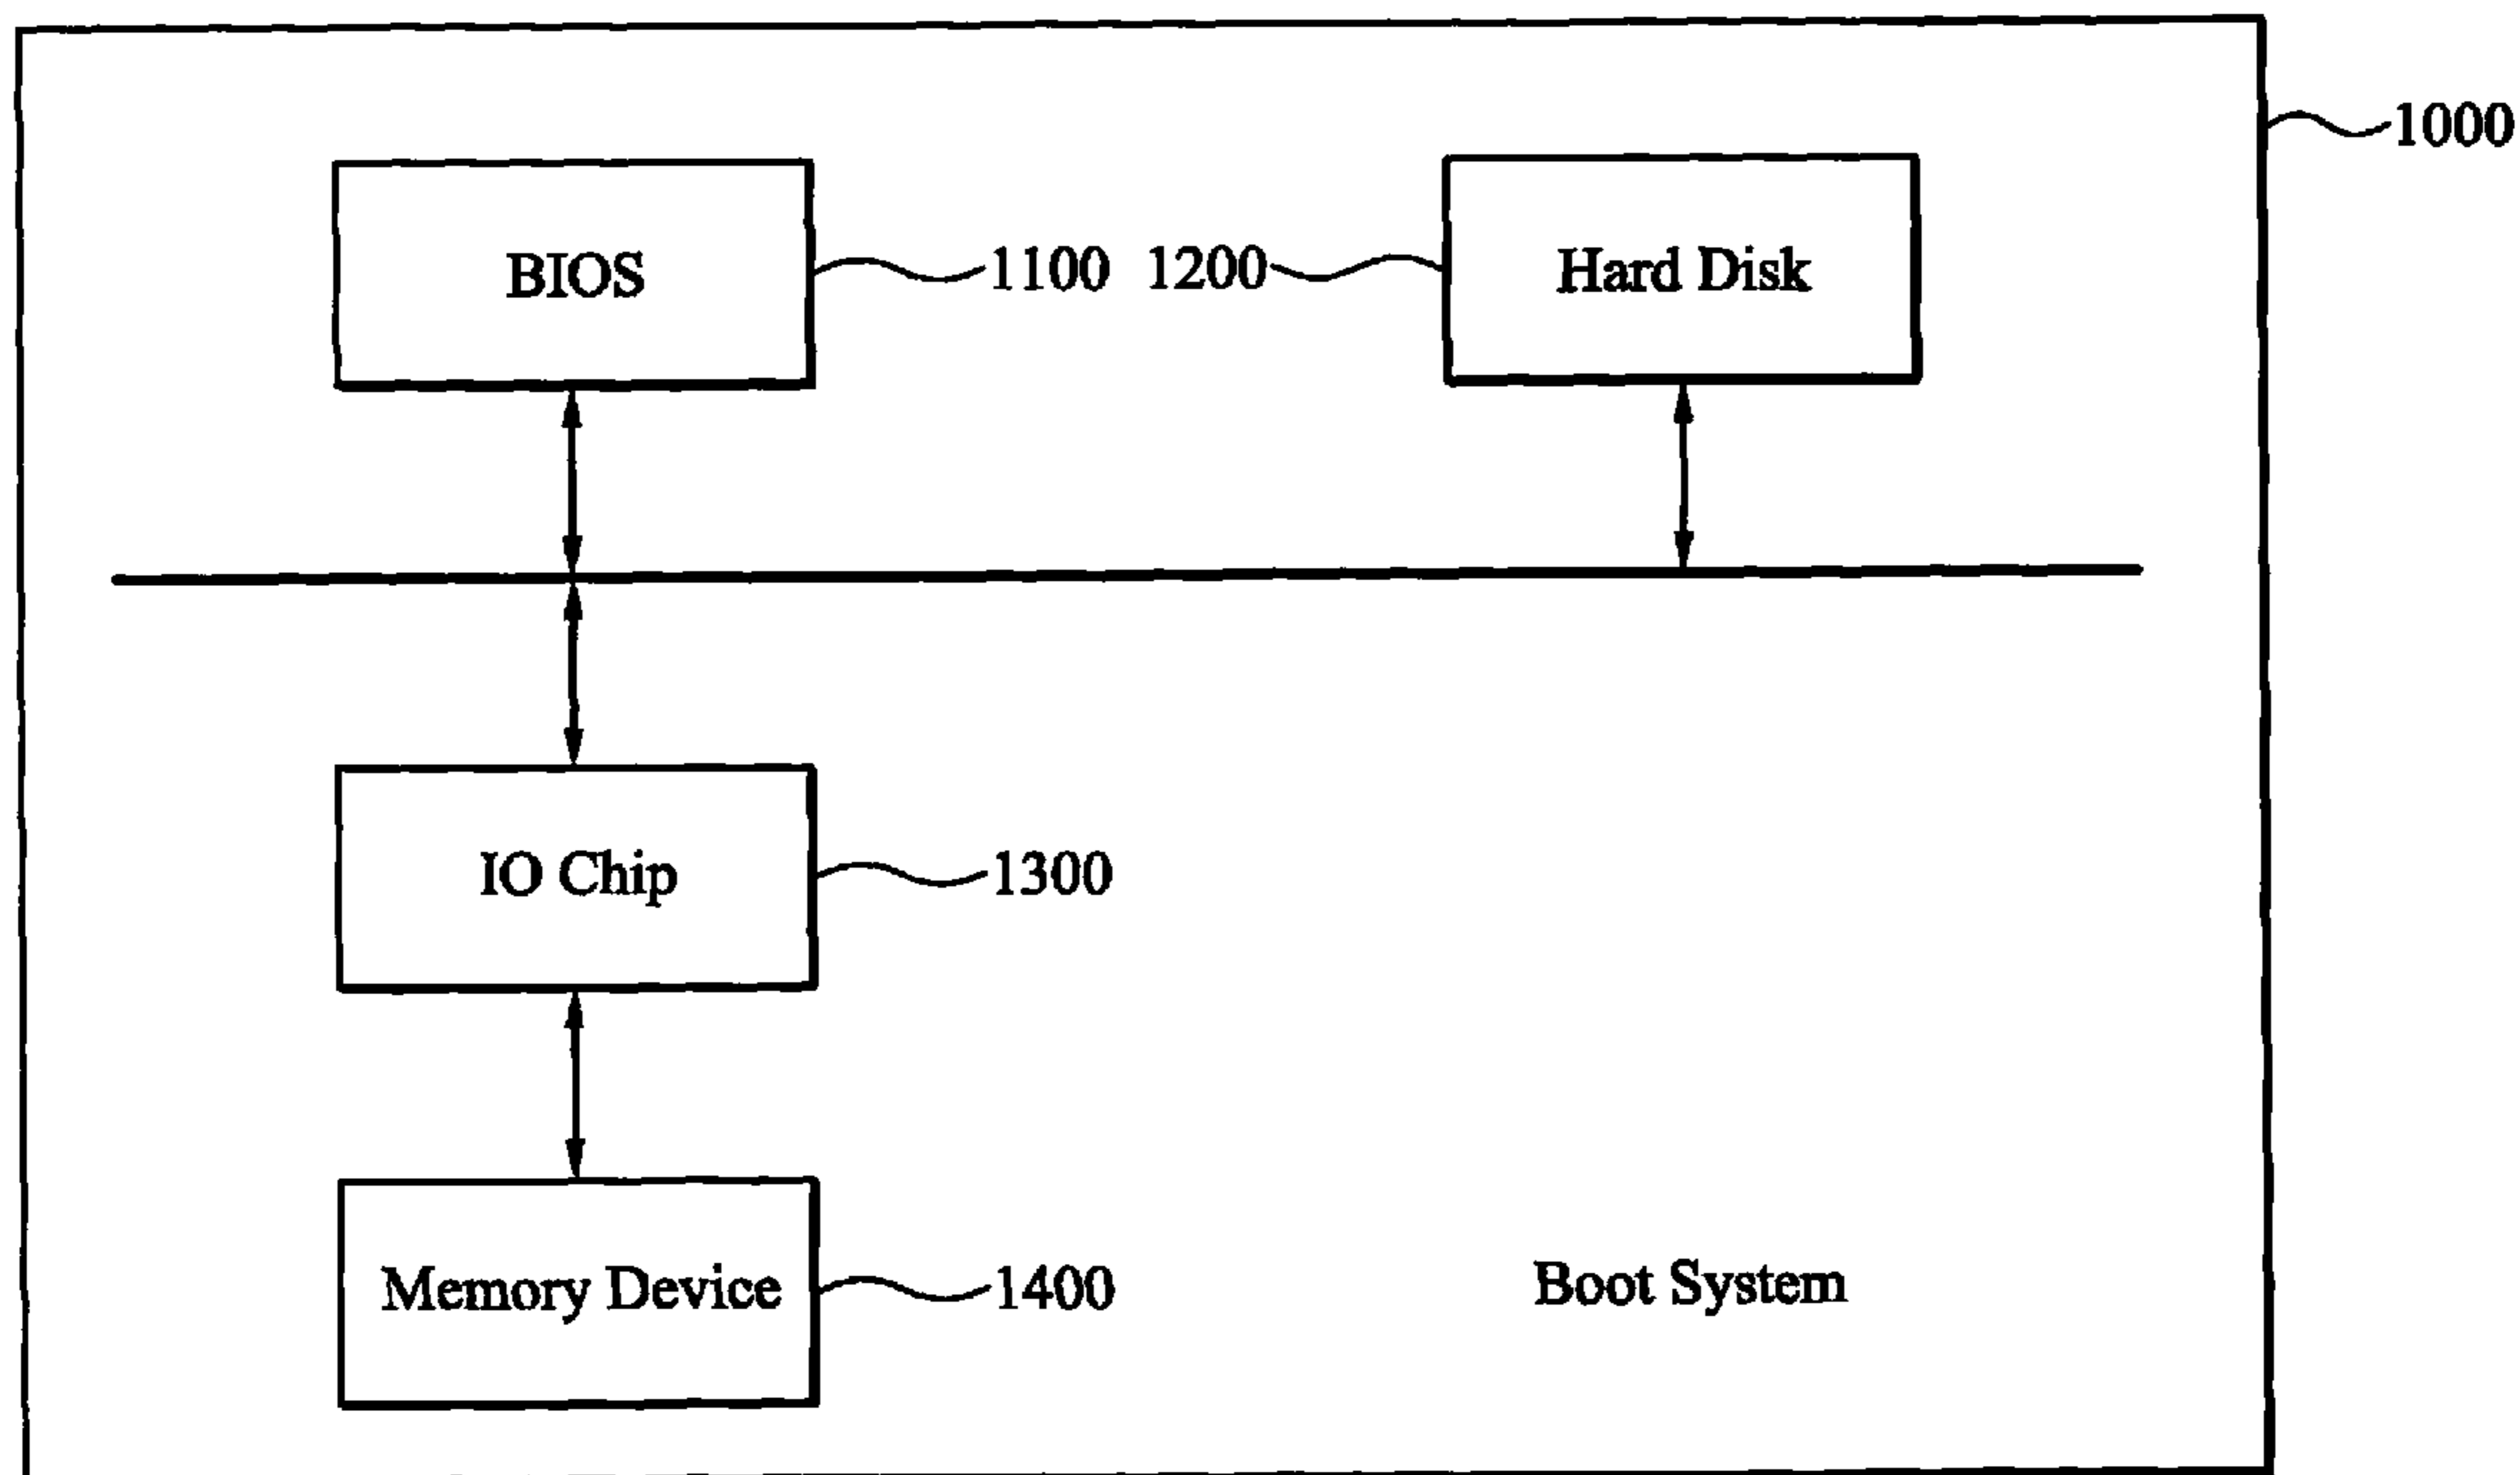 1000
BIOS
1100
1200
Hard Disk
IO Chip
1300
Memory Device
1400
Boot System